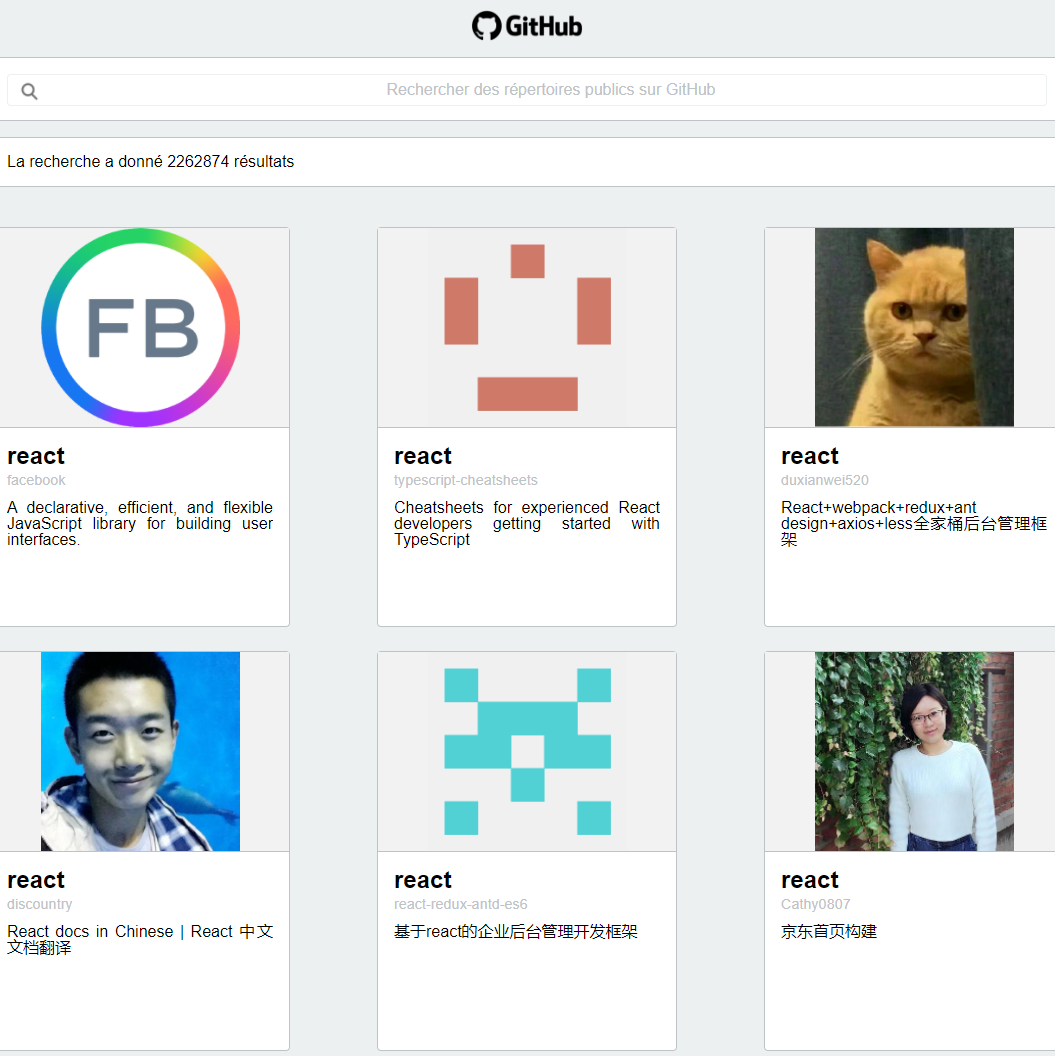 GitHub
Rechercher des répertoires publics sur GitHub
La recherche a donné 2262874 résultats
FB
react
facebook
A declarative, efficient, and flexible
JavaScript library for building user
interfaces.
react
typescript-cheatsheets
Cheatsheets for experienced React
developers getting started with
TypeScript
react
duxianwei520
React+webpack+redux+ant
design+axios+less全家桶后台管理框
架
react
discountry
React docs in Chinese | React 中文
文档翻译
react
react-redux-antd-es6
基于react的企业后台管理开发框架
react
Cathy0807
京东首页构建